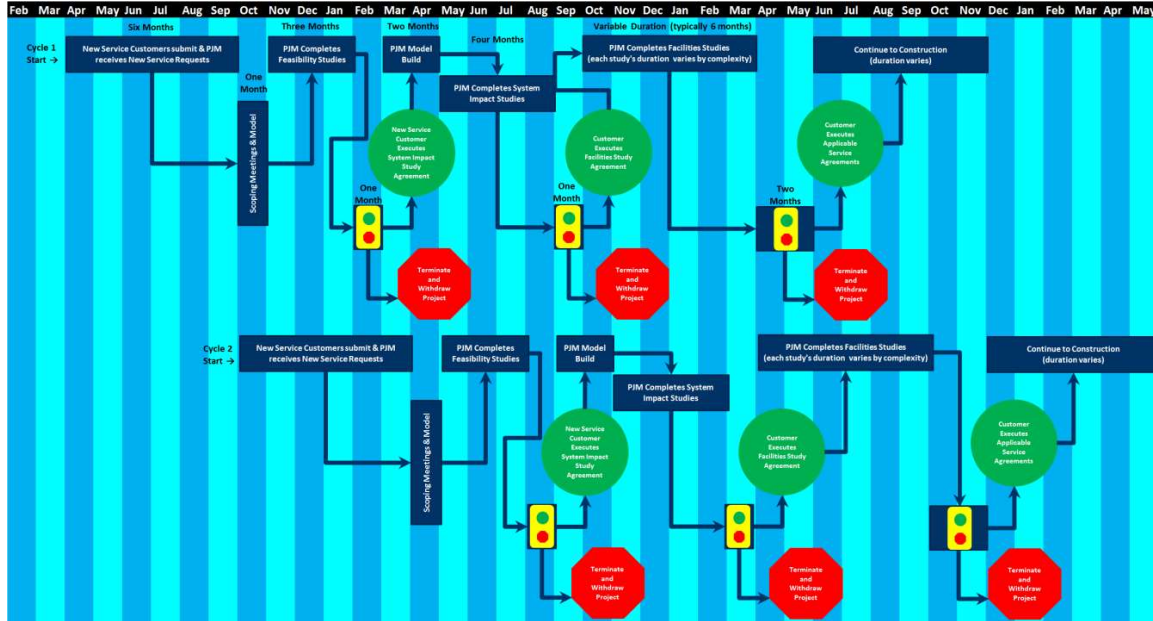 Feb Mar Apr May Jun Jul Aug Sep Oct Nov Dec Jan Feb Mar Apr May Jun Jul Aug Sep Oct Nov Dec Jan Feb Mar Apr May Jun Jul Aug Sep Oct Nov Dec Jan Feb Mar Apr May
Six Months
Three Months
Two Months
Four Months
Variable Duration (typically 6 months)
Cycle 1
Start →
New Service Customers submit & PJM
receives New Service Requests
One
Month
Scoping Meetings & Model
PJM Completes
Feasibility Studies
PJM Model
Build
PJM Completes System
Impact Studies
PJM Completes Facilities Studies
(each study's duration varies by complexity)
Continue to Construction
(duration varies)
New Service
Customer
Executes
System Impact
Study
Agreement
Customer
Executes
Facilities Study
Agreement
Customer
Executes
Applicable
Service
Agreements
One
Month
One
Month
Two
Months
Terminate
and
Withdraw
Project
Terminate
and
Withdraw
Project
Terminate
and
Withdraw
Project
Cycle 2
Start →
New Service Customers submit & PJM
receives New Service Requests
Scoping Meetings & Model
PJM Completes
Feasibility Studies
PJM Model
Build
PJM Completes System
Impact Studies
PJM Completes Facilities Studies
(each study's duration varies by complexity)
Continue to Construction
(duration varies)
New Service
Customer
Executes
System Impact
Study
Agreement
Customer
Executes
Facilities Study
Agreement
Customer
Executes
Applicable
Service
Agreements
Terminate
and
Withdraw
Project
Terminate
and
Withdraw
Project
Terminate
and
Withdraw
Project